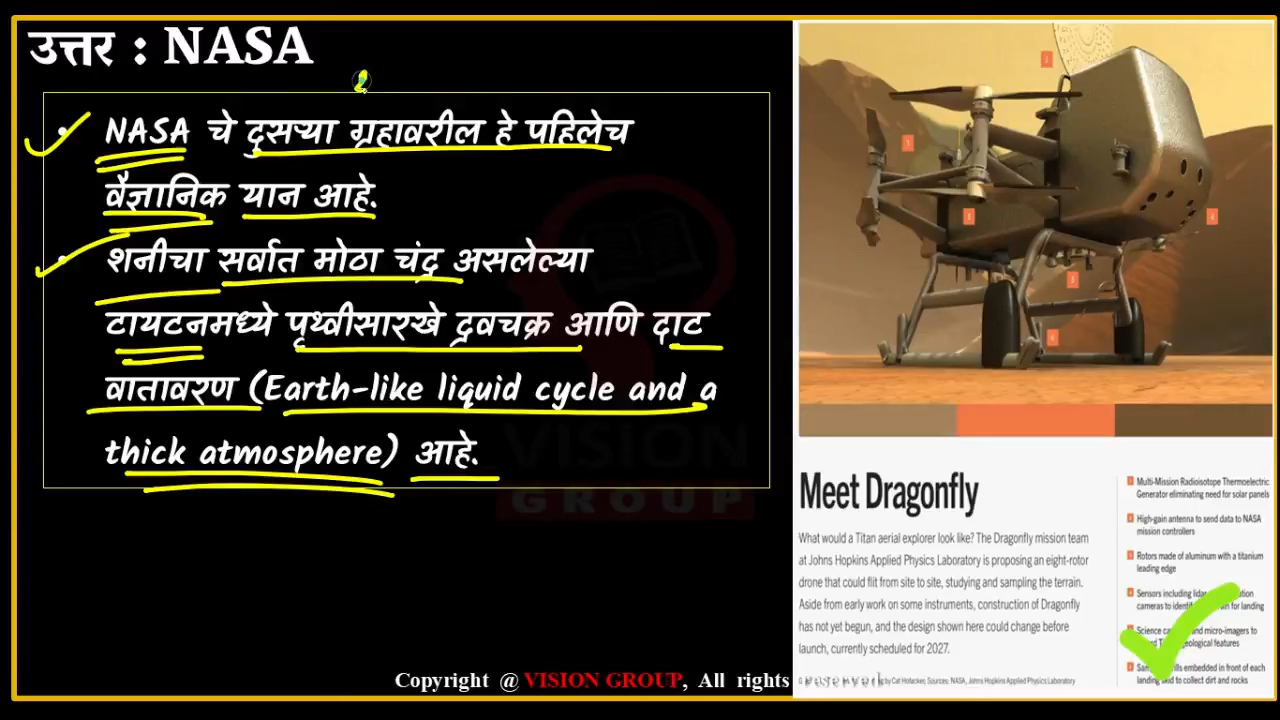 उत्तर : NASA
NASA चे दुसऱ्या ग्रहावरील हे पहिलेच
वैज्ञानिक यान आहे.
शनीचा सर्वात मोठा चंद्र असलेल्या
टायटनमध्ये पृथ्वीसारखे द्रवचक्र आणि दाट
वातावरण (Earth-like liquid cycle and a
thick atmosphere) आहे.
VISION
GROUP
Meet Dragonfly
What would a Titan aerial explorer look like? The Dragonfly mission team
at Johns Hopkins Applied Physics Laboratory is proposing an eight-rotor
drone that could flit from site to site, studying and sampling the terrain.
Aside from early work on some instruments, construction of Dragonfly
has not yet begun, and the design shown here could change before
launch, currently scheduled for 2027.
by Cat Hofacker, Sources: NASA, Johns Hopkins Applied Physics Laboratory
1 Multi-Mission Radioisotope Thermoelectric
Generator eliminating need for solar panels
High-gain antenna to send data to NASA
mission controllers
Rotors made of aluminum with a titanium
leading edge
Sensors including
cameras to for landing
Science and micro-imagers to
geological features
embedded in front of each
landing to collect dirt and rocks
Copyright @ VISION GROUP, All rights